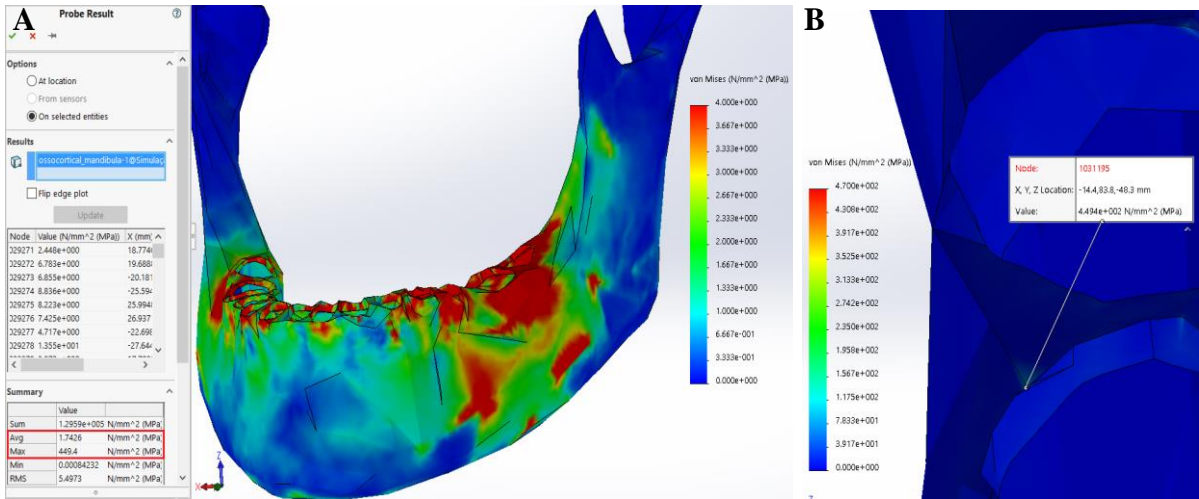 A
Probe Result
Options
At location
From sensors
On selected entities
Results
ossocortical_mandibula-1@Simulaç
Flip edge plot
Update
Node Value (N/mm^2 (MPa)) X (mm)
029271 2.448e+000 18.774
029272 6.783e+000 19.688
029273 6.855e+000 -20.181
029274 8.836e+000 -25.594
029275 8.223e+000 25.994
029276 7.425e+000 26.937
029277 4.717e+000 -22.698
029278 1.355e+001 -27.644
Summary
Value
Sum 1.2959e+005 N/mm^2 (MPa)
Avg 1.7426 N/mm^2 (MPa)
Max 449.4 N/mm^2 (MPa)
Min 0.00084232 N/mm^2 (MPa)
RMS 5.4973 N/mm^2 (MPa)
Z
X
von Mises (N/mm^2 (MPa))
4.000e+000
3.667e+000
3.333e+000
3.000e+000
2.667e+000
2.333e+000
2.000e+000
1.667e+000
1.333e+000
1.000e+000
6.667e-001
3.333e-001
0.000e+000
B
von Mises (N/mm^2 (MPa))
4.700e+002
4.308e+002
3.917e+002
3.525e+002
3.133e+002
2.742e+002
2.350e+002
1.958e+002
1.567e+002
1.175e+002
7.833e+001
3.917e+001
0.000e+000
Node: 1031195
X, Y, Z Location: -14.4,83.8,-48.3 mm
Value: 4.494e+002 N/mm^2 (MPa)
Z